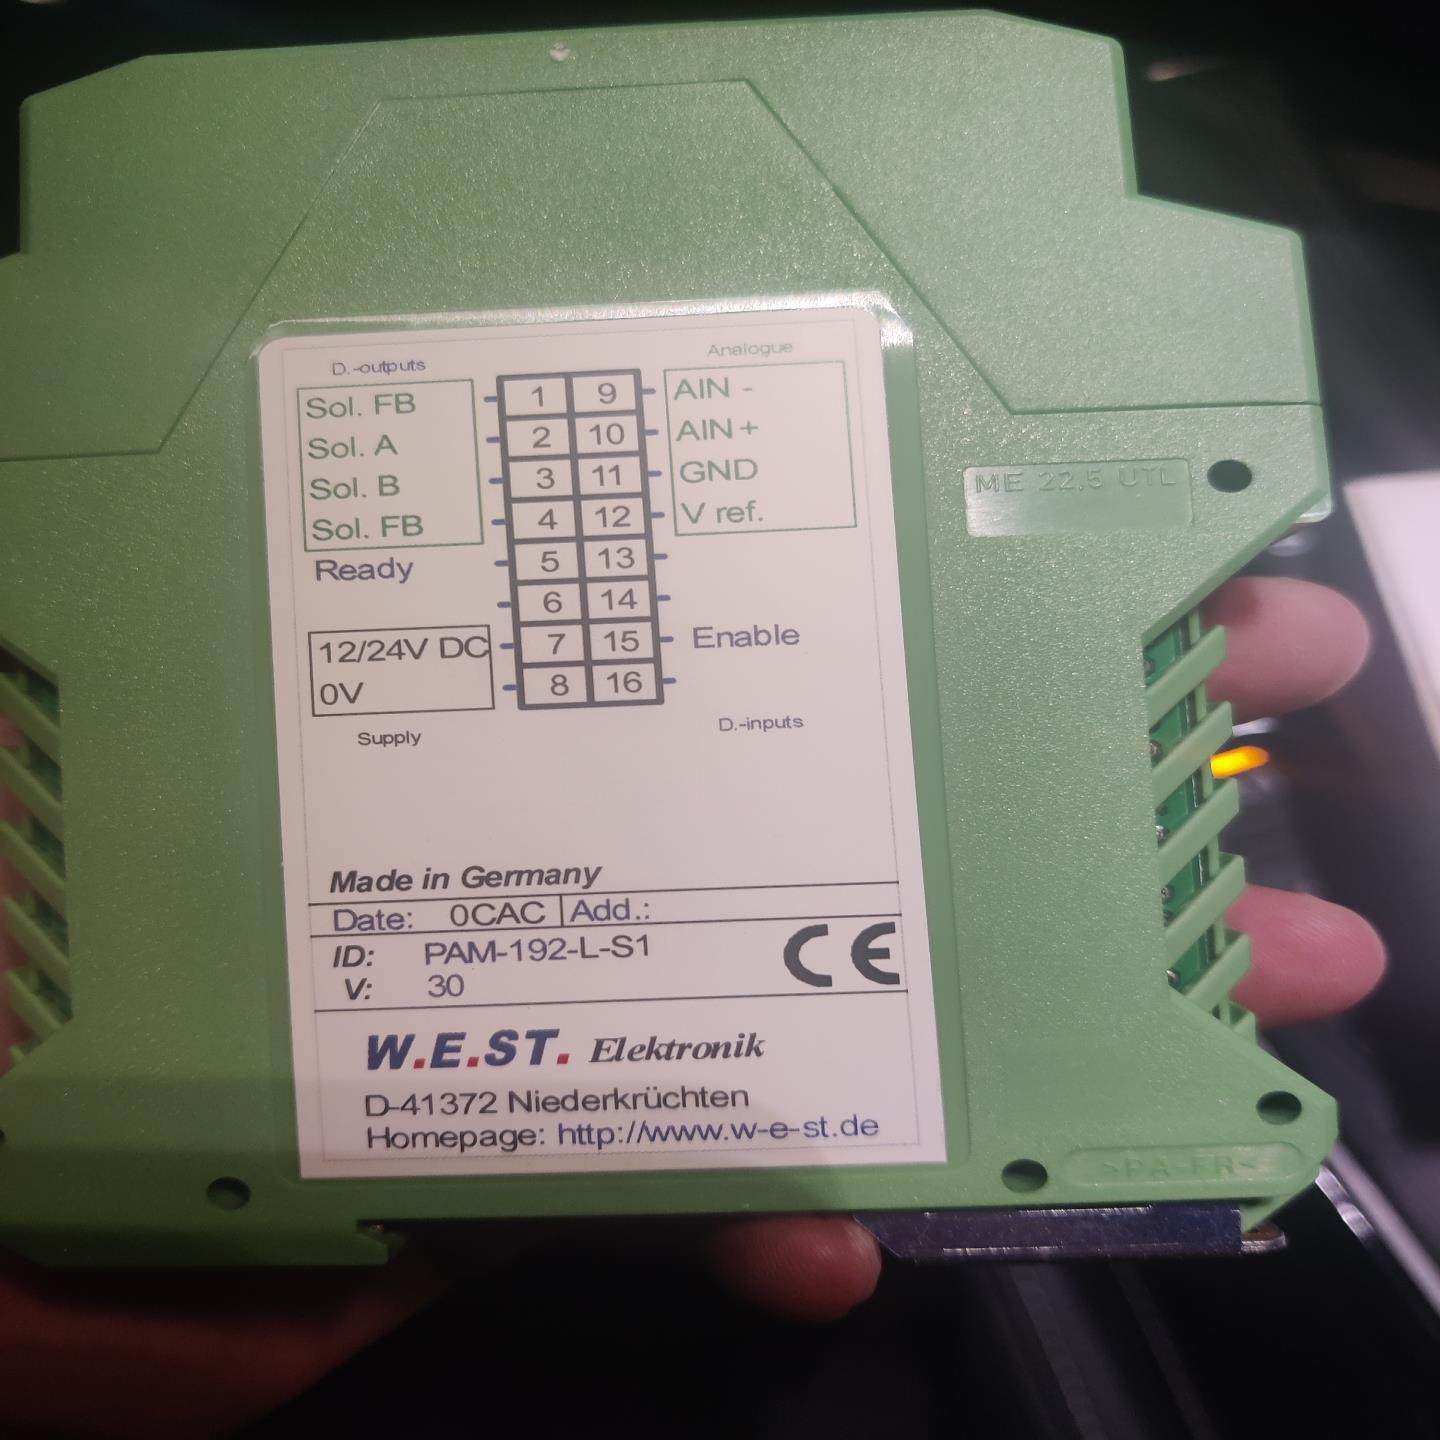 D.-outputs
Analogue
Sol. FB 1 9 AIN -
Sol. A 2 10 AIN +
Sol. B 3 11 GND
Sol. FB 4 12 V ref.
Ready 5 13
6 14
12/24V DC 7 15 Enable
0V 8 16
Supply
D.-inputs
ME 22,5 UTL
Made in Germany
Date: 0CAC Add.:
ID: PAM-192-L-S1
V: 30
CE
W.E.ST. Elektronik
D-41372 Niederkrüchten
Homepage: http://www.w-e-st.de
>PA-FR<